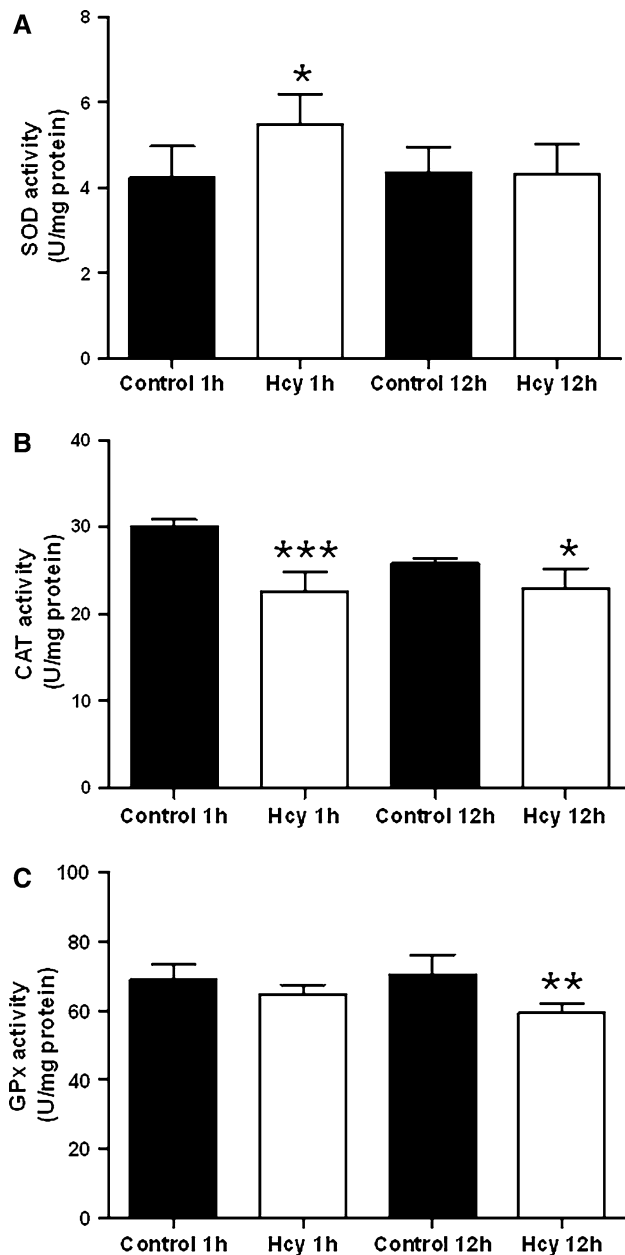 A
SOD activity
(U/mg protein)
8
6
4
2
0
*
Control 1h Hcy 1h Control 12h Hcy 12h
B
CAT activity
(U/mg protein)
40
30
20
10
0
*** *
Control 1h Hcy 1h Control 12h Hcy 12h
C
GPx activity
(U/mg protein)
100
80
60
40
20
0
**
Control 1h Hcy 1h Control 12h Hcy 12h